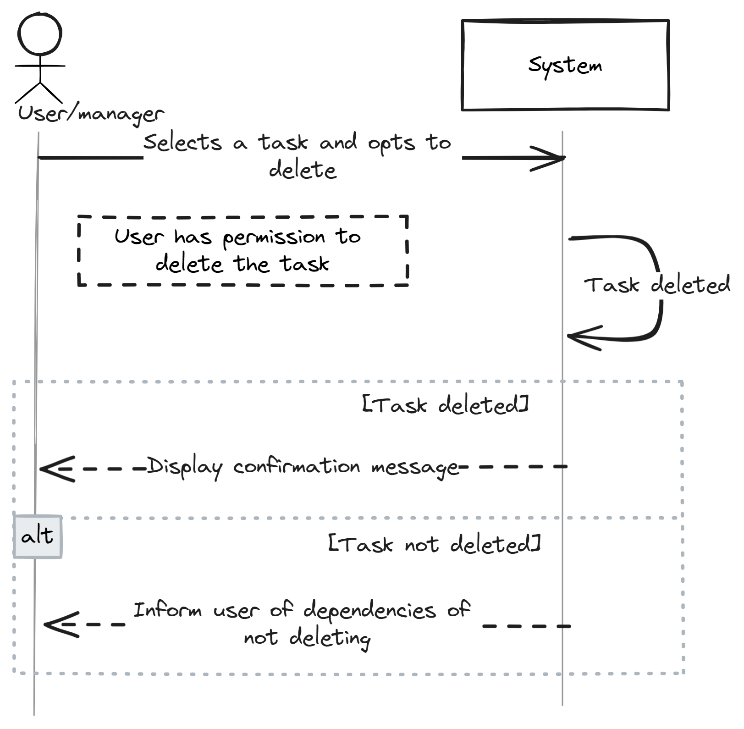 System
User/manager
Selects a task and opts to
delete
User has permission to
delete the task
Task deleted
[Task deleted]
Display confirmation message
alt
[Task not deleted]
Inform user of dependencies of
not deleting